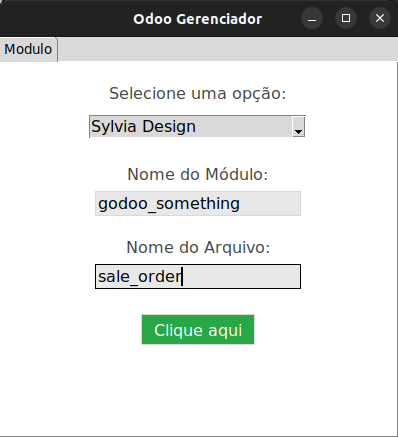 Odoo Gerenciador
Modulo
Selecione uma opção:
Sylvia Design
Nome do Módulo:
godoo_something
Nome do Arquivo:
sale_order
Clique aqui